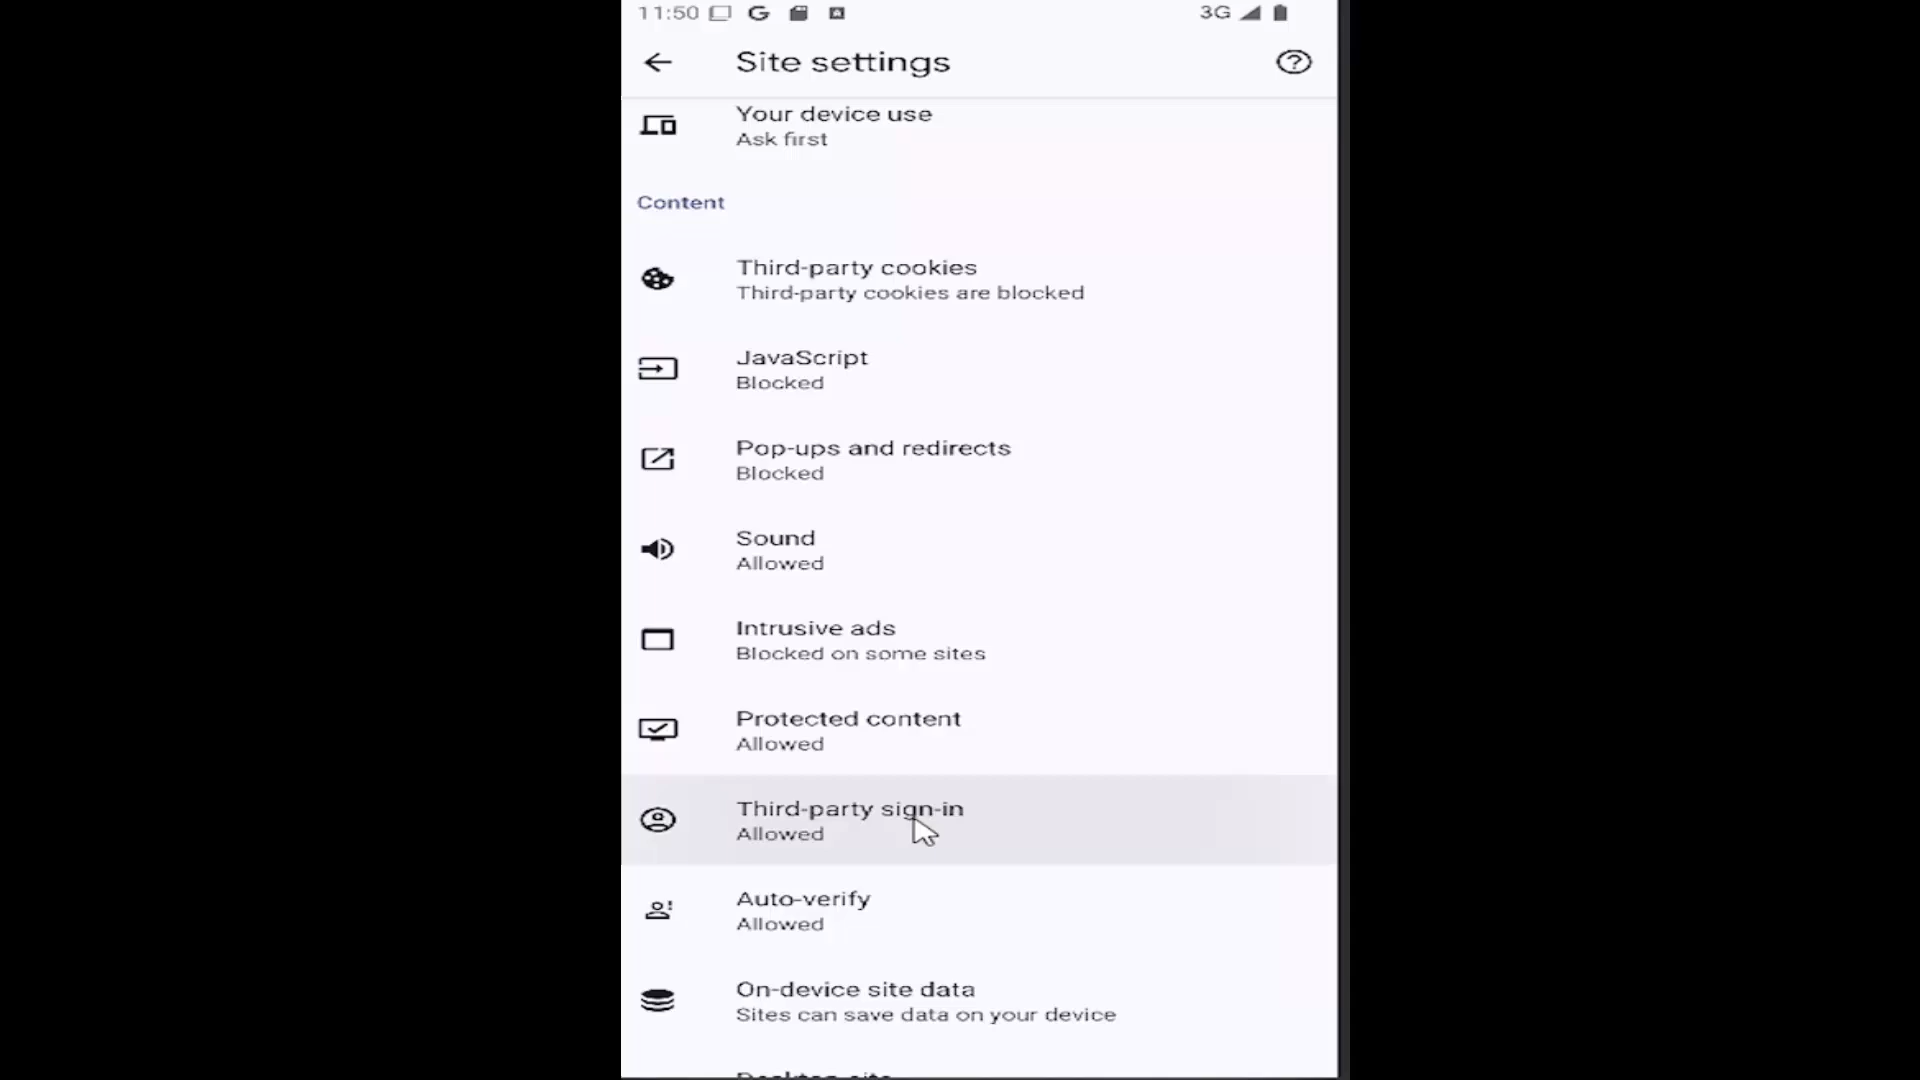 11:50
3G
Site settings
Your device use
Ask first
Content
Third-party cookies
Third-party cookies are blocked
JavaScript
Blocked
Pop-ups and redirects
Blocked
Sound
Allowed
Intrusive ads
Blocked on some sites
Protected content
Allowed
Third-party sign-in
Allowed
Auto-verify
Allowed
On-device site data
Sites can save data on your device